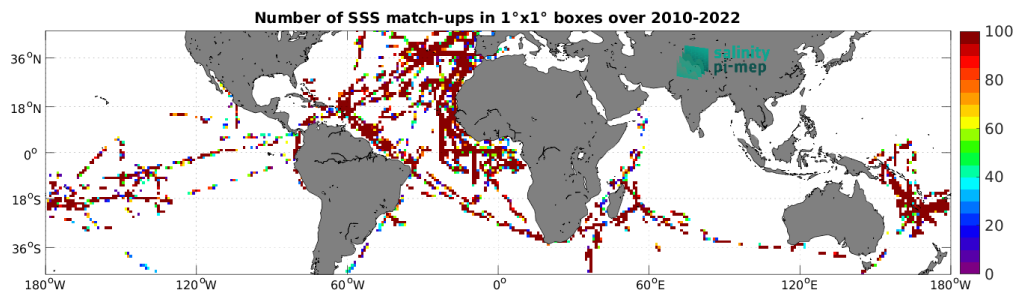 Number of SSS match-ups in 1°x1° boxes over 2010-2022
salinity
pi-mep
36°N
18°N
0°
18°S
36°S
180°W
120°W
60°W
0°
60°E
120°E
180°W
100
80
60
40
20
0